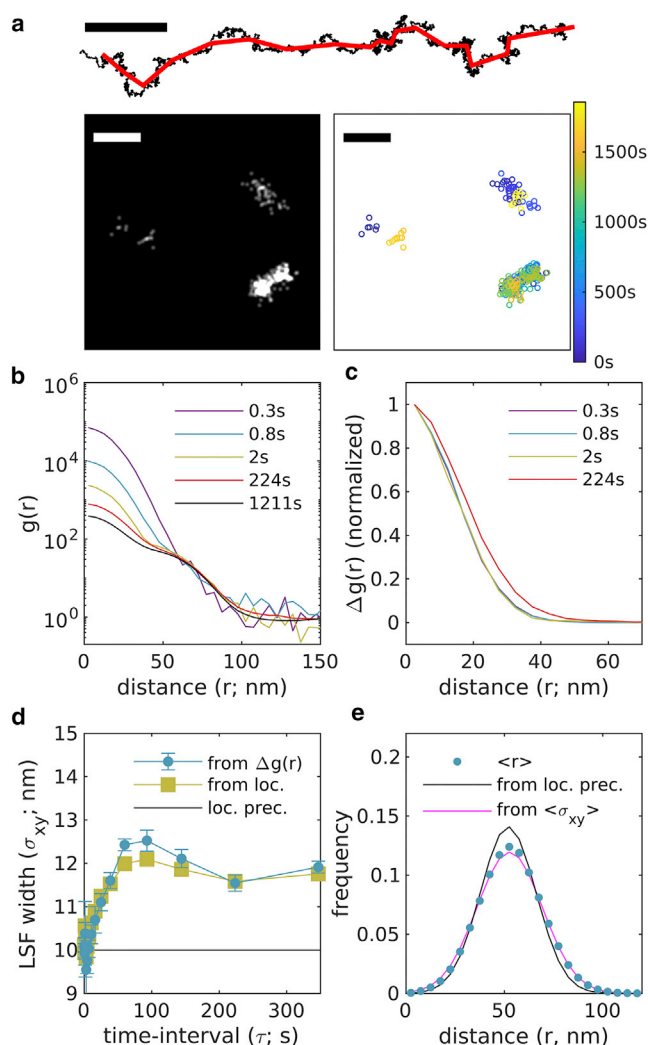 a
1500s
1000s
500s
0s
b
10^6
10^4
10^2
10^0
g(r)
0.3s
0.8s
2s
224s
1211s
0 50 100 150
distance (r; nm)
c
1
0.8
0.6
0.4
0.2
0
Δg(r) (normalized)
0.3s
0.8s
2s
224s
0 20 40 60
distance (r; nm)
d
15
14
13
12
11
10
9
LSF width (σ_xy; nm)
from Δg(r)
from loc.
loc. prec.
0 100 200 300
time-interval (τ; s)
e
0.2
0.15
0.1
0.05
0
frequency
<r>
from loc. prec.
from <σ_xy>
0 50 100
distance (r, nm)